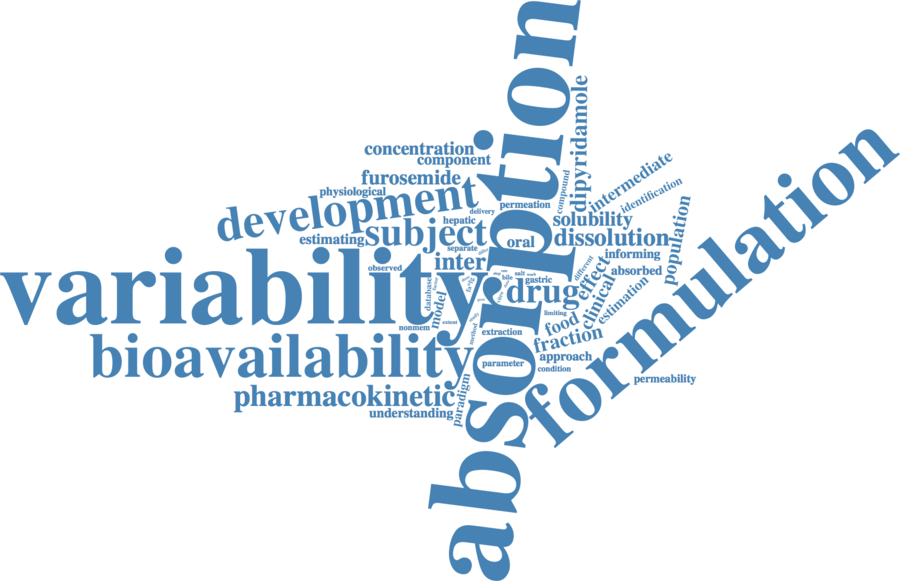 absorption
dipyridamole
concentration
component
furosemide
physiological
development
delivery
permeation
compound
intermediate
identification
hepatic
estimating
subject
separate
oral
solubility
dissolution
population
informing
absorbed
observed
inter
variability
database
model
nonmem
extent
method
bile
salt
gastric
drug
different
effect
clinical
estimation
limiting
food
fraction
formulation
extraction
parameter
approach
condition
permeability
bioavailability
pharmacokinetic
understanding
paradigm